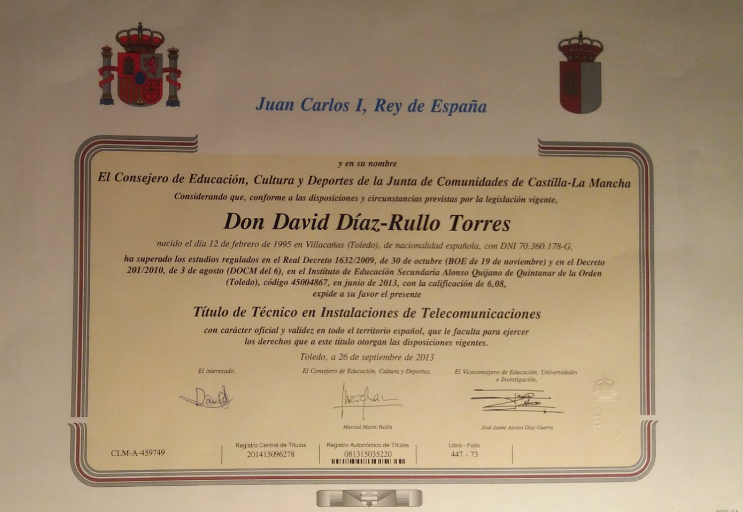 Juan Carlos I, Rey de España
y en su nombre
El Consejero de Educación, Cultura y Deportes de la Junta de Comunidades de Castilla-La Mancha
Considerando que, conforme a las disposiciones y circunstancias previstas por la legislación vigente,
Don David Díaz-Rullo Torres
nacido el día 12 de febrero de 1995 en Villacañas (Toledo), de nacionalidad española, con DNI 70.360.178-G,
ha superado los estudios regulados en el Real Decreto 1632/2009, de 30 de octubre (BOE de 19 de noviembre) y en el Decreto
201/2010, de 3 de agosto (DOCM del 6), en el Instituto de Educación Secundaria Alonso Quijano de Quintanar de la Orden
(Toledo), código 45004867, en junio de 2013, con la calificación de 6,08,
expide a su favor el presente
Título de Técnico en Instalaciones de Telecomunicaciones
con carácter oficial y validez en todo el territorio español, que le faculta para ejercer
los derechos que a este título otorgan las disposiciones vigentes.
Toledo, a 26 de septiembre de 2013
El interesado,
El Consejero de Educación, Cultura y Deportes,
El Viceconsejero de Educación, Universidades
e Investigación,
David
Marcial Marín Hellín
José Jaime Alonso Díaz-Guerra
CLM-A-459749
Registro Central de Títulos
201415096278
Registro Autonómico de Títulos
081315035220
Libro - Folio
447 - 73